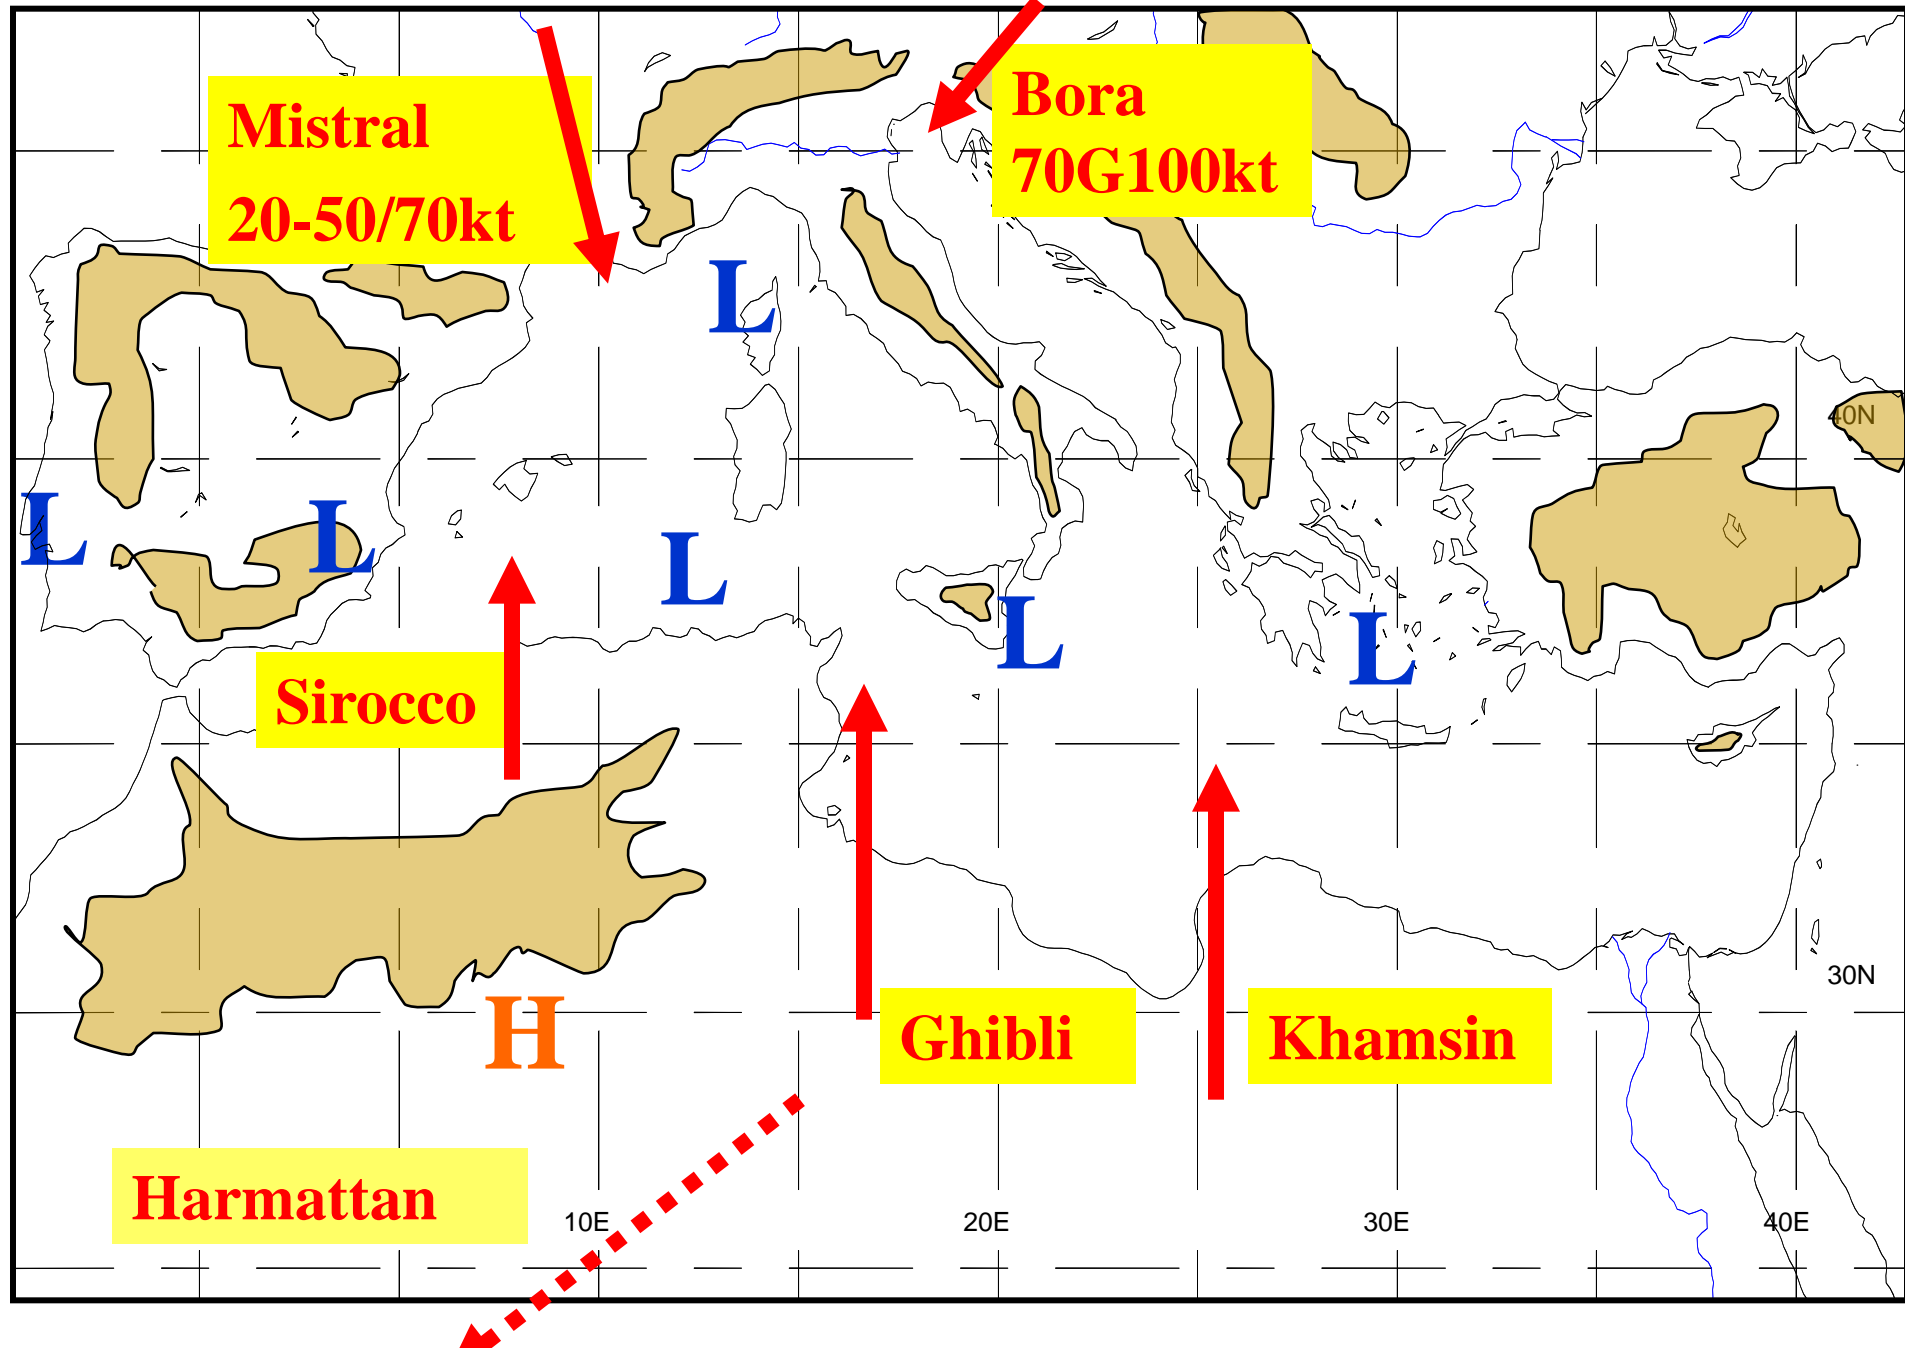 Mistral
20-50/70kt
Bora
70G100kt
L
40N
L
L
L
L
L
Sirocco
30N
H
Ghibli
Khamsin
Harmattan
10E
20E
30E
40E